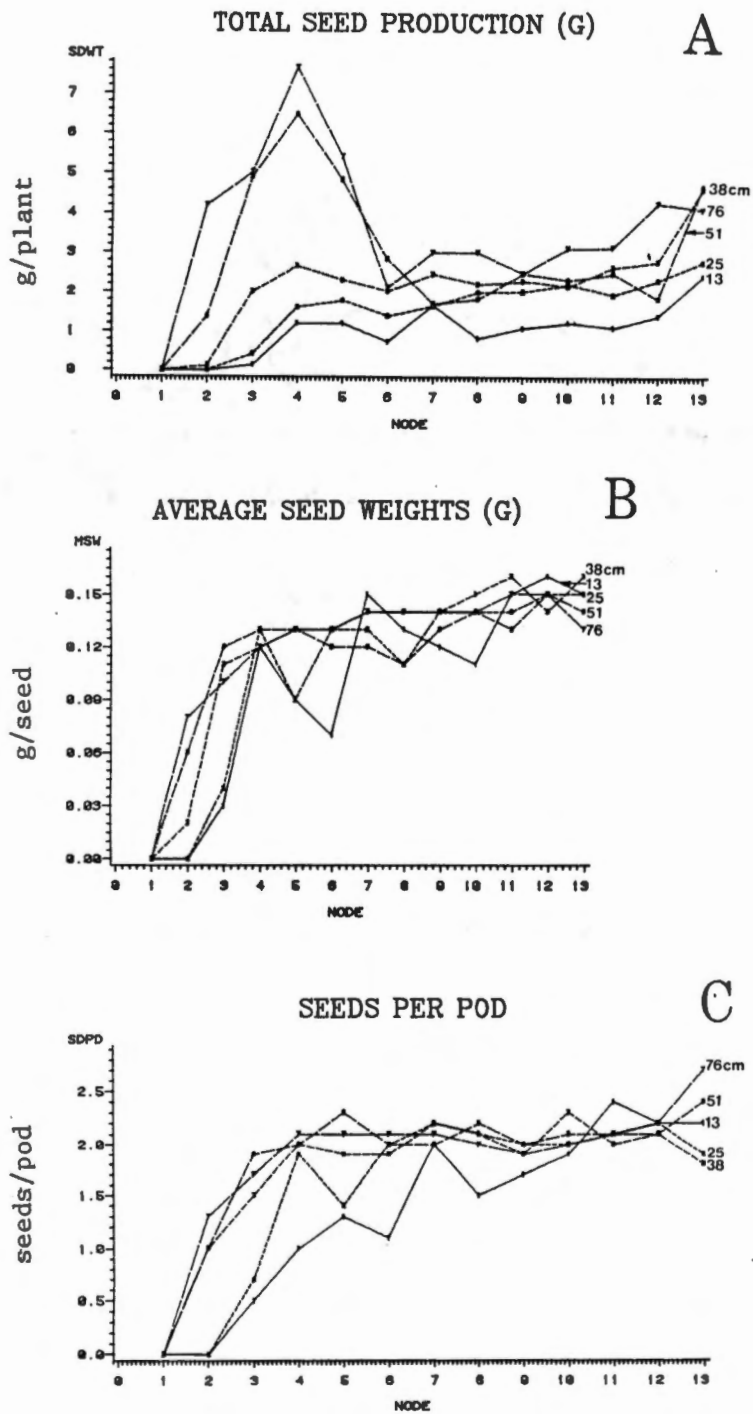 TOTAL SEED PRODUCTION (G)
A
SDWT
7
6
5
4
3
2
1
0
g/plant
38cm
76
51
25
13
0 1 2 3 4 5 6 7 8 9 10 11 12 13
NODE
AVERAGE SEED WEIGHTS (G)
B
MSW
0.15
0.12
0.09
0.06
0.03
0.00
g/seed
38cm
13
25
51
76
0 1 2 3 4 5 6 7 8 9 10 11 12 13
NODE
SEEDS PER POD
C
SDPD
2.5
2.0
1.5
1.0
0.5
0.0
seeds/pod
76cm
51
13
25
38
0 1 2 3 4 5 6 7 8 9 10 11 12 13
NODE